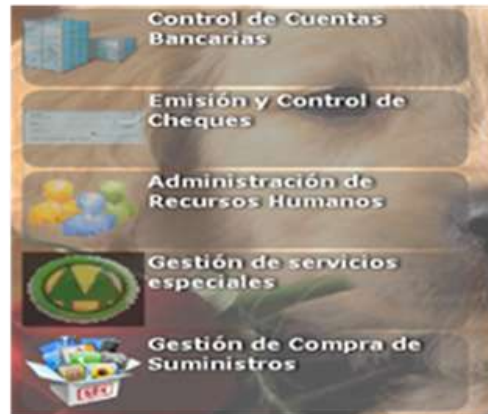 Control de Cuentas
Bancarias
Emisión y Control de
Cheques
Administración de
Recursos Humanos
Gestión de servicios
especiales
Gestión de Compra de
Suministros